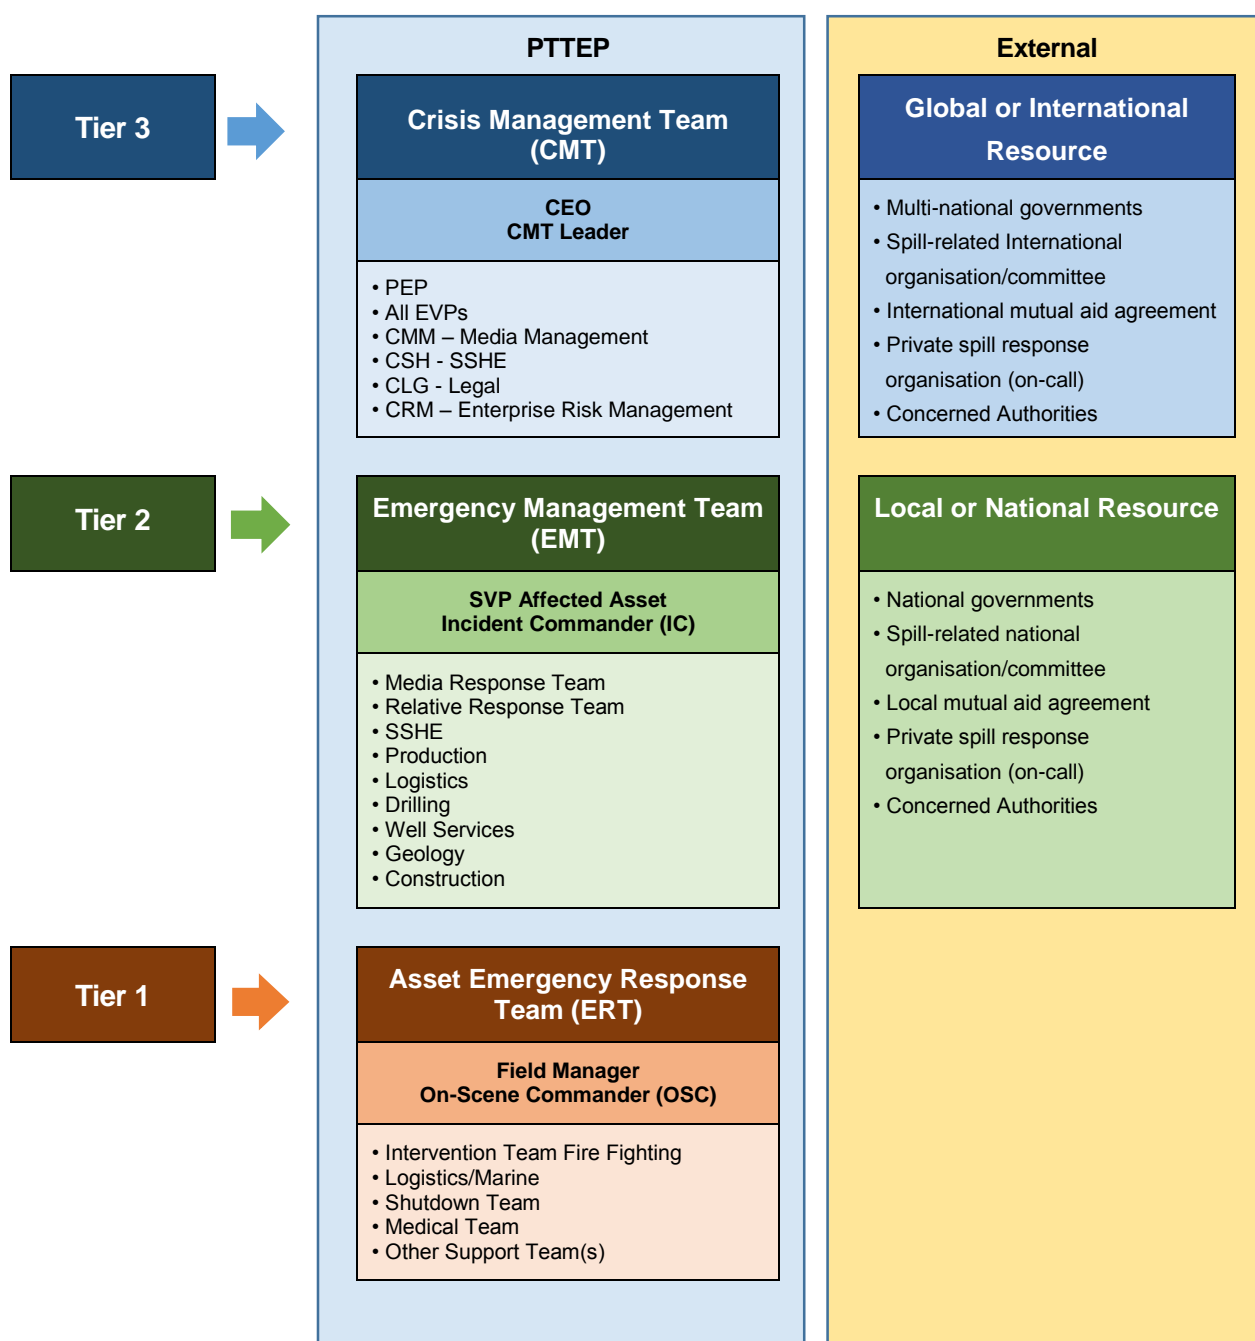 PTTEP
External
Tier 3
Crisis Management Team
(CMT)
CEO
CMT Leader
• PEP
• All EVPs
• CMM – Media Management
• CSH - SSHE
• CLG - Legal
• CRM – Enterprise Risk Management
Global or International
Resource
• Multi-national governments
• Spill-related International
organisation/committee
• International mutual aid agreement
• Private spill response
organisation (on-call)
• Concerned Authorities
Tier 2
Emergency Management Team
(EMT)
SVP Affected Asset
Incident Commander (IC)
• Media Response Team
• Relative Response Team
• SSHE
• Production
• Logistics
• Drilling
• Well Services
• Geology
• Construction
Local or National Resource
• National governments
• Spill-related national
organisation/committee
• Local mutual aid agreement
• Private spill response
organisation (on-call)
• Concerned Authorities
Tier 1
Asset Emergency Response
Team (ERT)
Field Manager
On-Scene Commander (OSC)
• Intervention Team Fire Fighting
• Logistics/Marine
• Shutdown Team
• Medical Team
• Other Support Team(s)